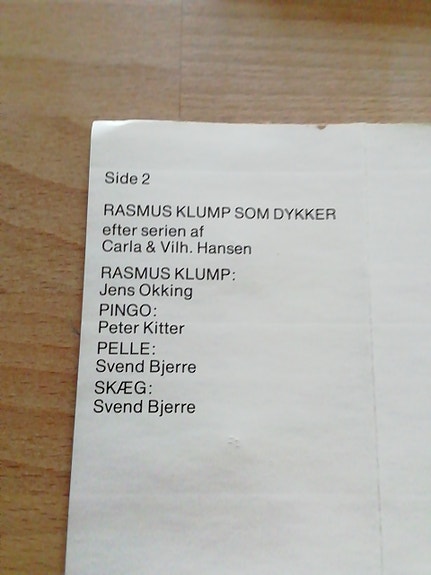 Side 2
RASMUS KLUMP SOM DYKKER
efter serien af
Carla & Vilh. Hansen
RASMUS KLUMP:
Jens Okking
PINGO:
Peter Kitter
PELLE:
Svend Bjerre
SKÆG:
Svend Bjerre